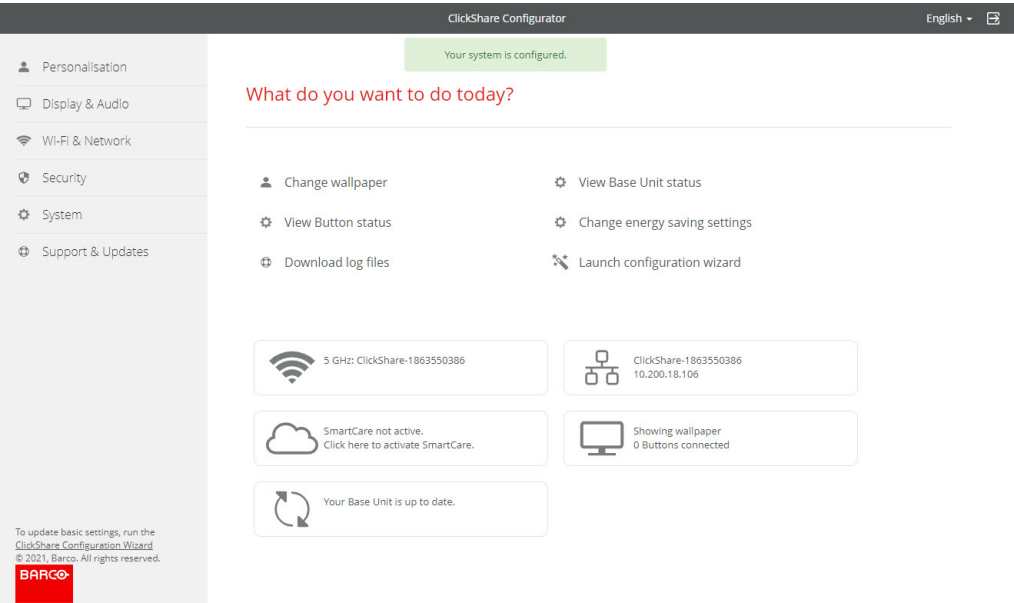 ClickShare Configurator
English
Your system is configured.
Personalisation
Display & Audio
Wi-Fi & Network
Security
System
Support & Updates
What do you want to do today?
Change wallpaper
View Base Unit status
View Button status
Change energy saving settings
Download log files
Launch configuration wizard
5 GHz: ClickShare-1863550386
ClickShare-1863550386
10.200.18.106
SmartCare not active.
Click here to activate SmartCare.
Showing wallpaper
0 Buttons connected
Your Base Unit is up to date.
To update basic settings, run the
ClickShare Configuration Wizard
© 2021, Barco. All rights reserved.
BARCO